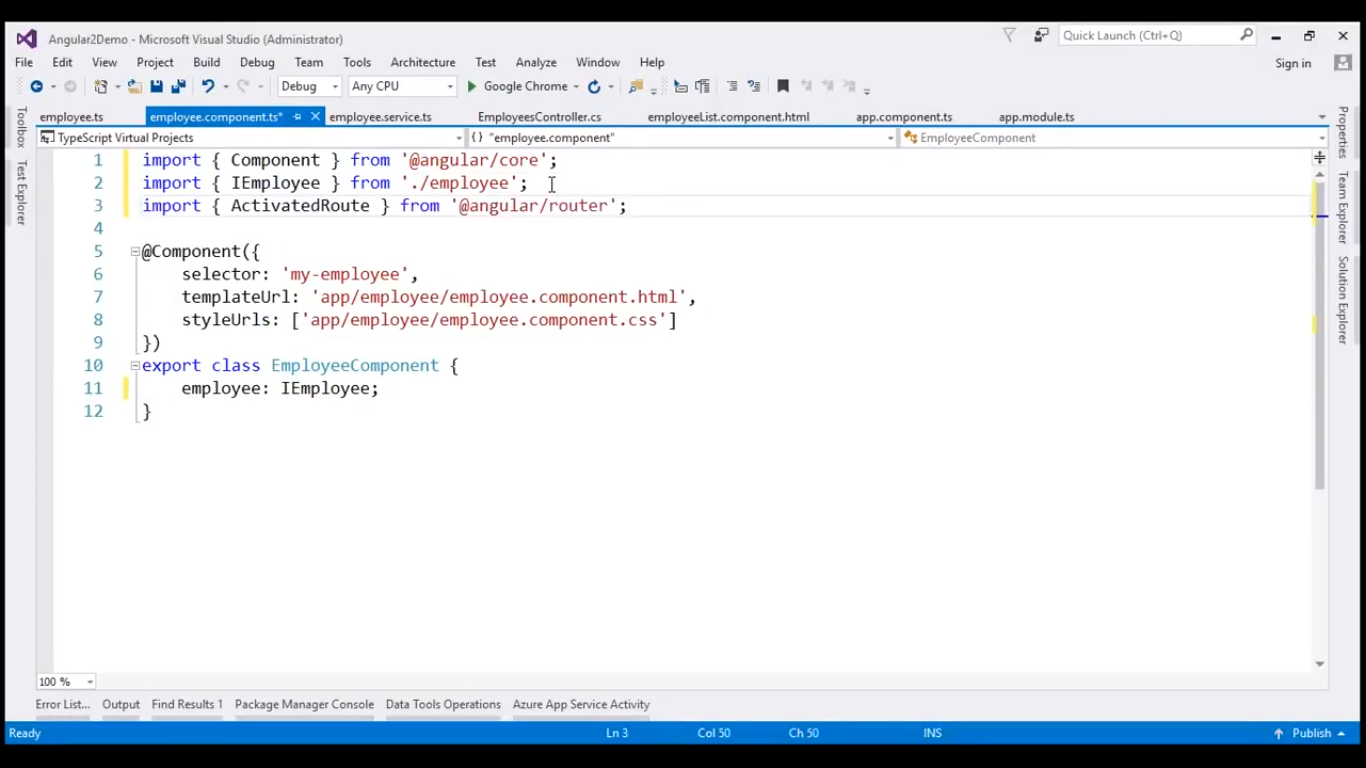 Angular2Demo - Microsoft Visual Studio (Administrator)
Quick Launch (Ctrl+Q)
File Edit View Project Build Debug Team Tools Architecture Test Analyze Window Help
Sign in
Debug Any CPU Google Chrome
employee.ts employee.component.ts* employee.service.ts EmployeesController.cs employeeList.component.html app.component.ts app.module.ts
TypeScript Virtual Projects {} "employee.component" EmployeeComponent
Toolbox
Test Explorer
1 import { Component } from '@angular/core';
2 import { IEmployee } from './employee';
3 import { ActivatedRoute } from '@angular/router';
4
5 @Component({
6 selector: 'my-employee',
7 templateUrl: 'app/employee/employee.component.html',
8 styleUrls: ['app/employee/employee.component.css']
9 })
10 export class EmployeeComponent {
11 employee: IEmployee;
12 }
Properties
Team Explorer
Solution Explorer
100 %
Error List... Output Find Results 1 Package Manager Console Data Tools Operations Azure App Service Activity
Ready Ln 3 Col 50 Ch 50 INS Publish